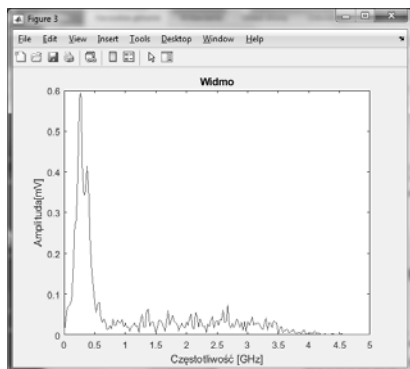 Figure 3
File Edit View Insert Tools Desktop Window Help
Widmo
0.6
0.5
0.4
0.3
0.2
0.1
0
Amplituda[mV]
0 0.5 1 1.5 2 2.5 3 3.5 4 4.5 5
Częstotliwość [GHz]